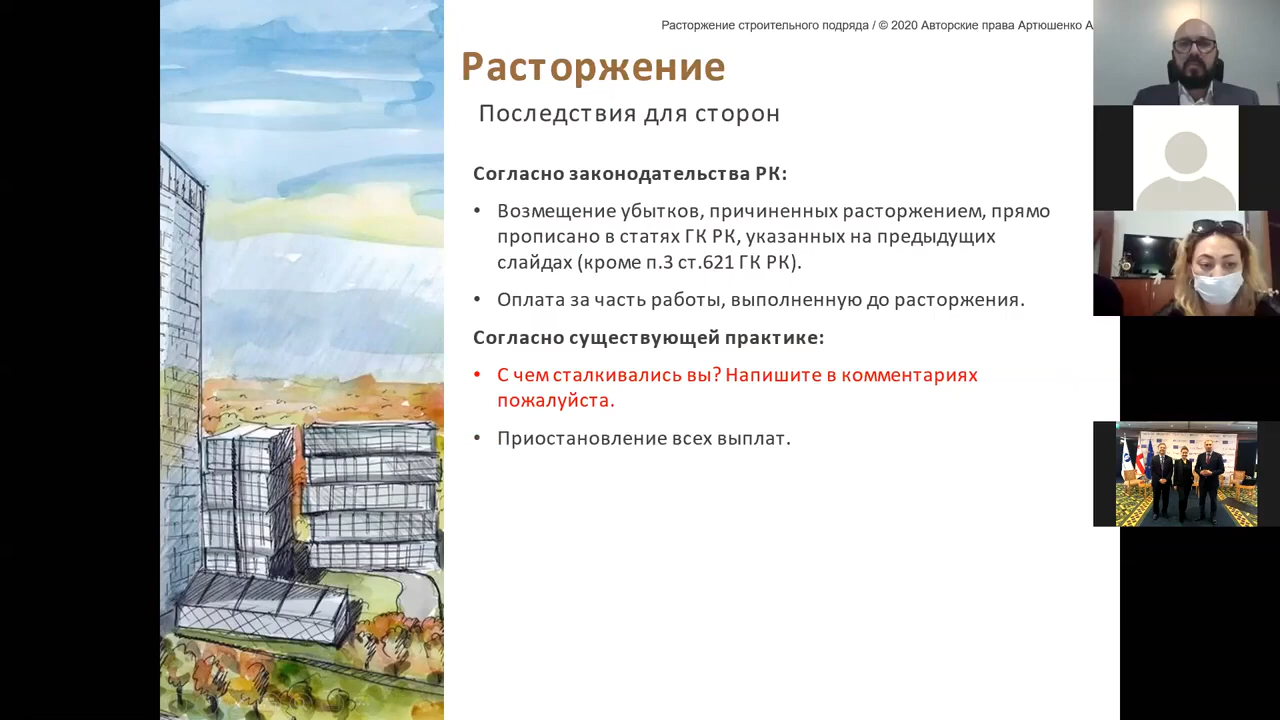 Расторжение строительного подряда / © 2020 Авторские права Артюшенко А
Расторжение
Последствия для сторон
Согласно законодательства РК:
• Возмещение убытков, причиненных расторжением, прямо
прописано в статях ГК РК, указанных на предыдущих
слайдах (кроме п.3 ст.621 ГК РК).
• Оплата за часть работы, выполненную до расторжения.
Согласно существующей практике:
• С чем сталкивались вы? Напишите в комментариях
пожалуйста.
• Приостановление всех выплат.